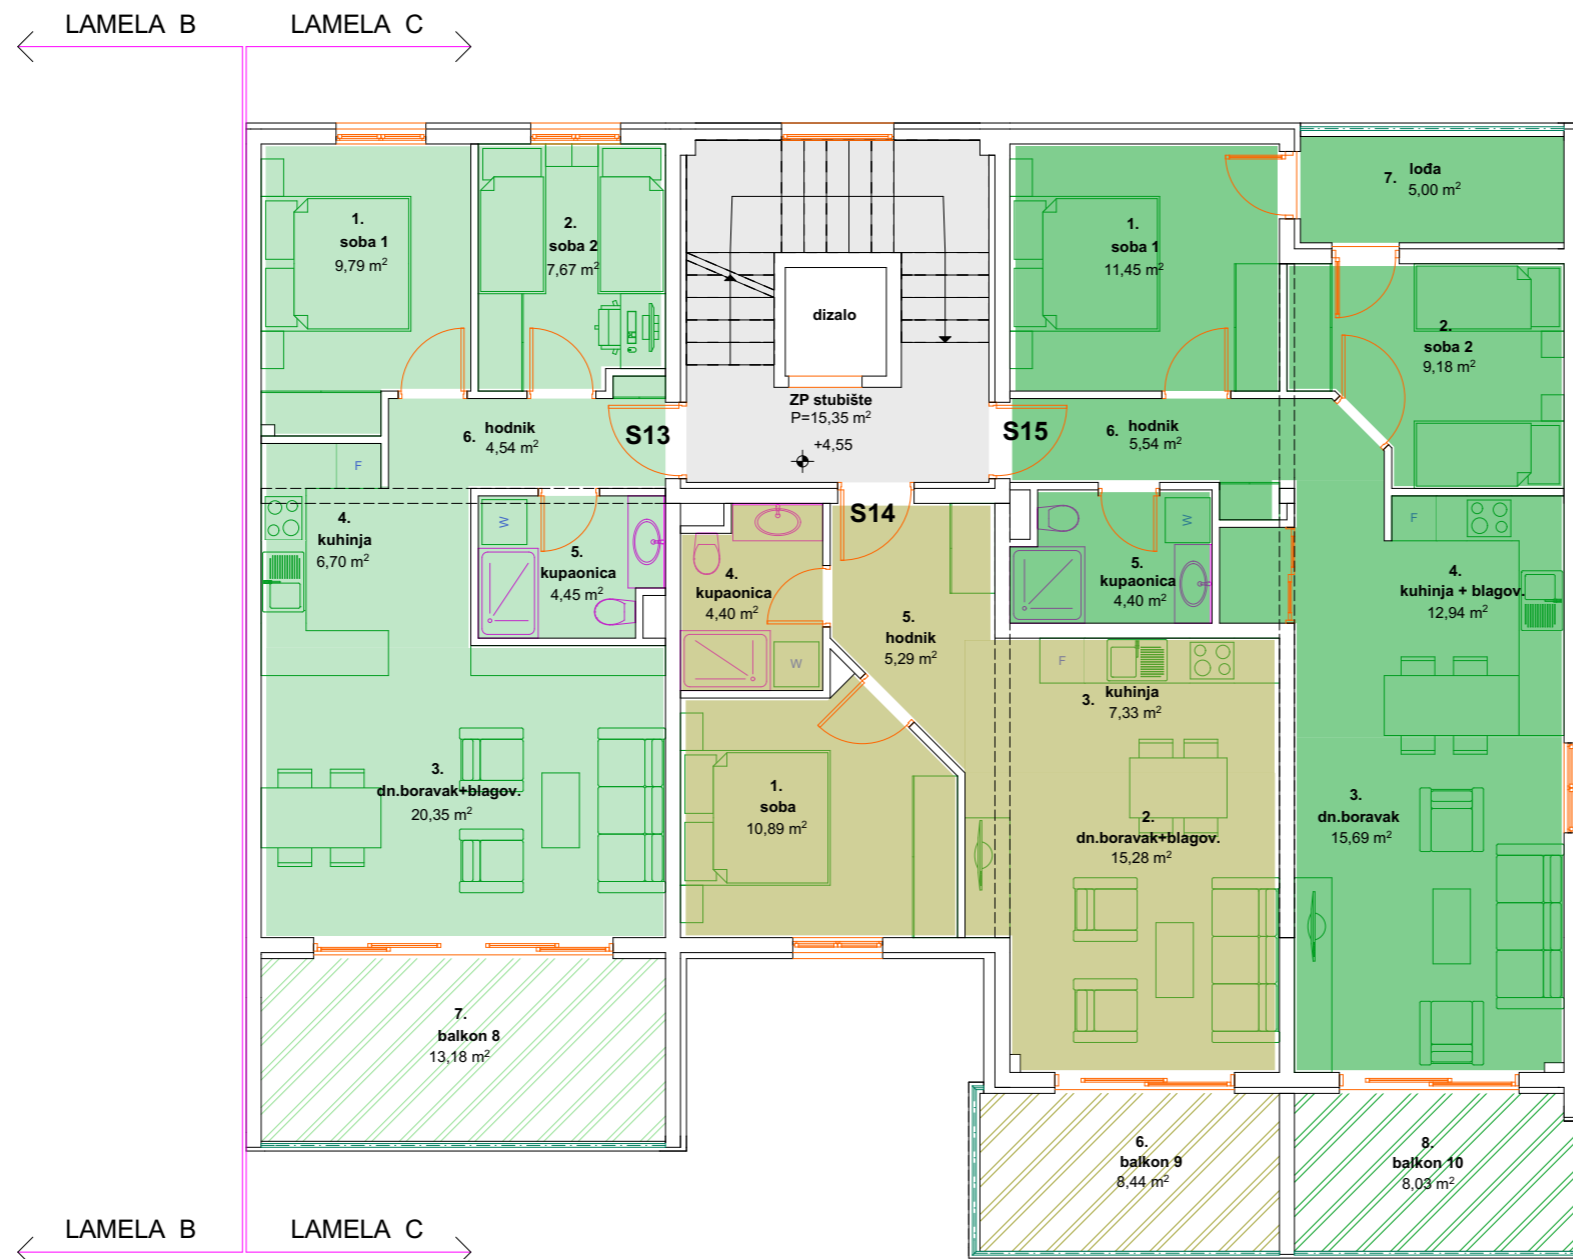 LAMELA B
LAMELA C
1.
soba 1
9,79 m²
2.
soba 2
7,67 m²
dizalo
ZP stubište
P=15,35 m²
+4,55
1.
soba 1
11,45 m²
7. lođa
5,00 m²
2.
soba 2
9,18 m²
6. hodnik
4,54 m²
S13
S15
6. hodnik
5,54 m²
S14
F
4.
kuhinja
6,70 m²
W
5.
kupaonica
4,45 m²
4.
kupaonica
4,40 m²
W
5.
hodnik
5,29 m²
W
5.
kupaonica
4,40 m²
F
4.
kuhinja + blagov.
12,94 m²
F
3. kuhinja
7,33 m²
3.
dn.boravak+blagov.
20,35 m²
1.
soba
10,89 m²
2.
dn.boravak+blagov.
15,28 m²
3.
dn.boravak
15,69 m²
7.
balkon 8
13,18 m²
6.
balkon 9
8,44 m²
8.
balkon 10
8,03 m²
LAMELA B
LAMELA C